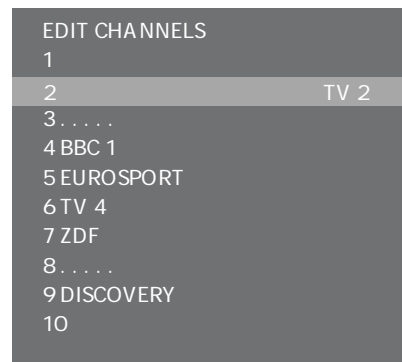 EDIT CHANNELS
1
2 TV 2
3.....
4 BBC 1
5 EUROSPORT
6 TV 4
7 ZDF
8.....
9 DISCOVERY
10